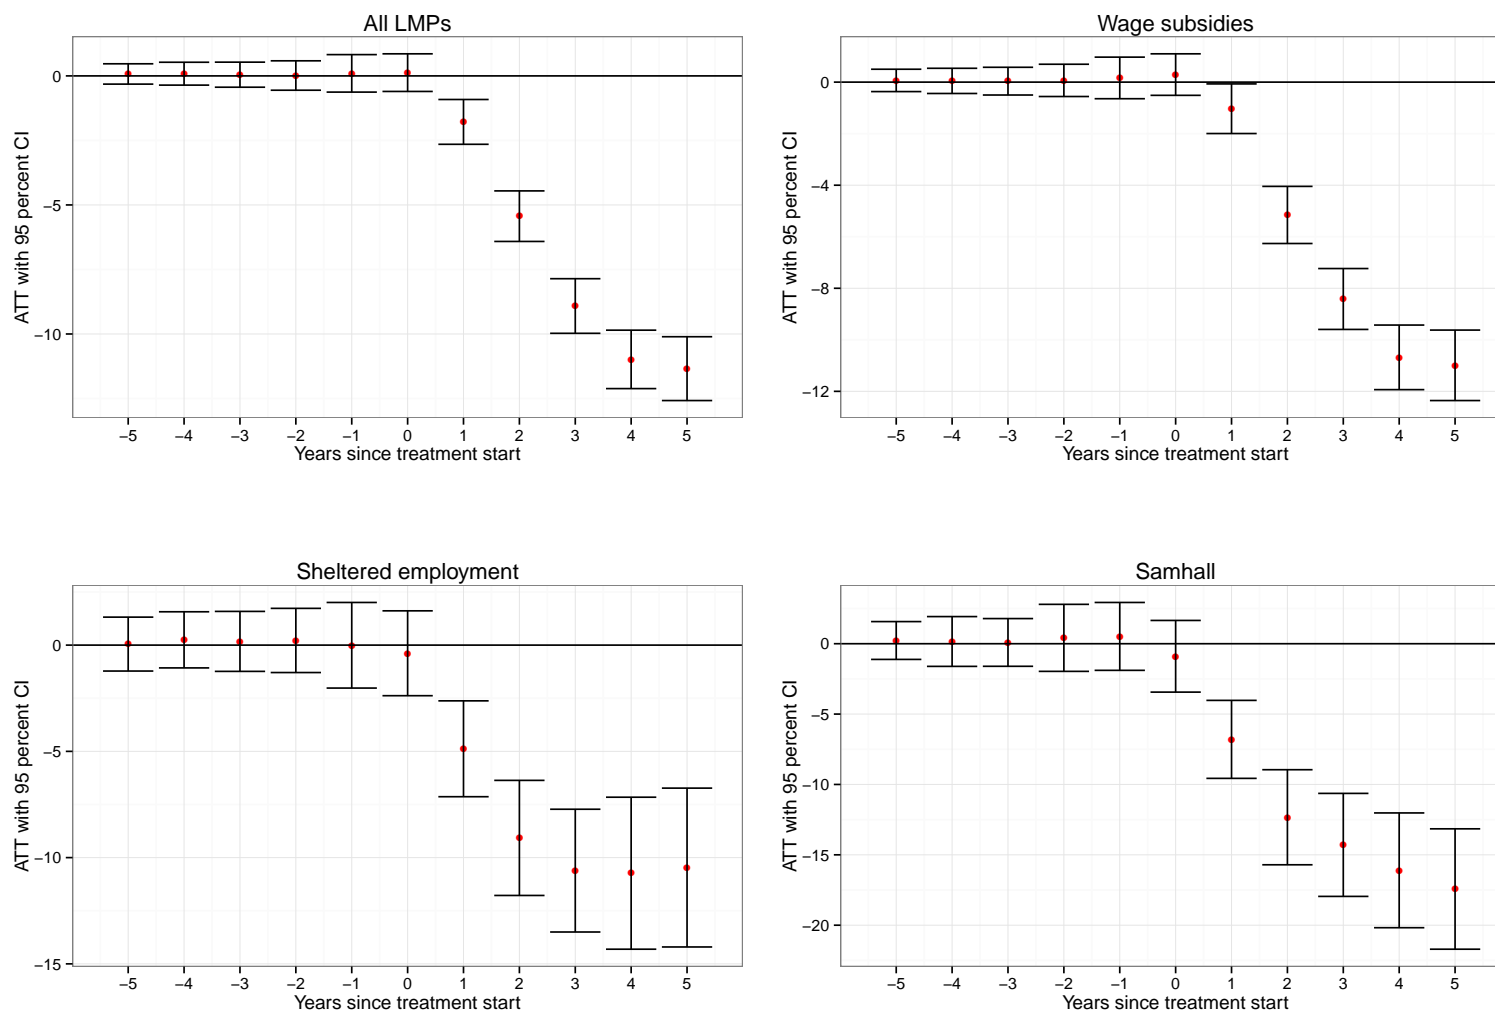 All LMPs
ATT with 95 percent CI
0
−5
−10
−5 −4 −3 −2 −1 0 1 2 3 4 5
Years since treatment start
Wage subsidies
ATT with 95 percent CI
0
−4
−8
−12
−5 −4 −3 −2 −1 0 1 2 3 4 5
Years since treatment start
Sheltered employment
ATT with 95 percent CI
0
−5
−10
−15
−5 −4 −3 −2 −1 0 1 2 3 4 5
Years since treatment start
Samhall
ATT with 95 percent CI
0
−5
−10
−15
−20
−5 −4 −3 −2 −1 0 1 2 3 4 5
Years since treatment start